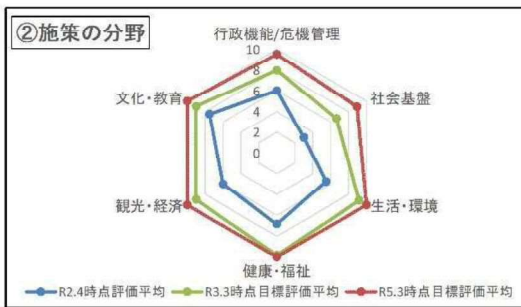 ②施策の分野
行政機能/危機管理
10
8
6
4
2
0
社会基盤
生活・環境
健康・福祉
観光・経済
文化・教育
R2.4時点評価平均
R3.3時点目標評価平均
R5.3時点目標評価平均